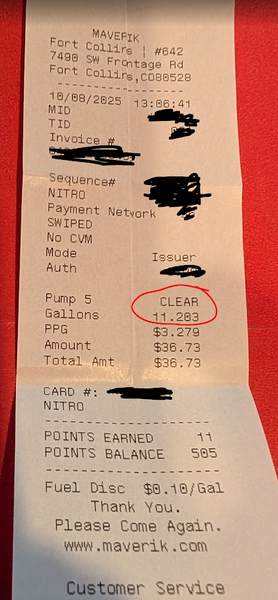 MAVERIK
Fort Collins | #642
7490 SW Frontage Rd
Fort Collins,CO80528
10/08/2025 13:06:41
MID
TID
Invoice #
Sequence#
NITRO
Payment Network
SWIPED
No CVM
Mode Issuer
Auth
Pump 5 CLEAR
Gallons 11.203
PPG $3.279
Amount $36.73
Total Amt $36.73
CARD #:
NITRO
POINTS EARNED 11
POINTS BALANCE 505
Fuel Disc $0.10/Gal
Thank You.
Please Come Again.
www.maverik.com
Customer Service